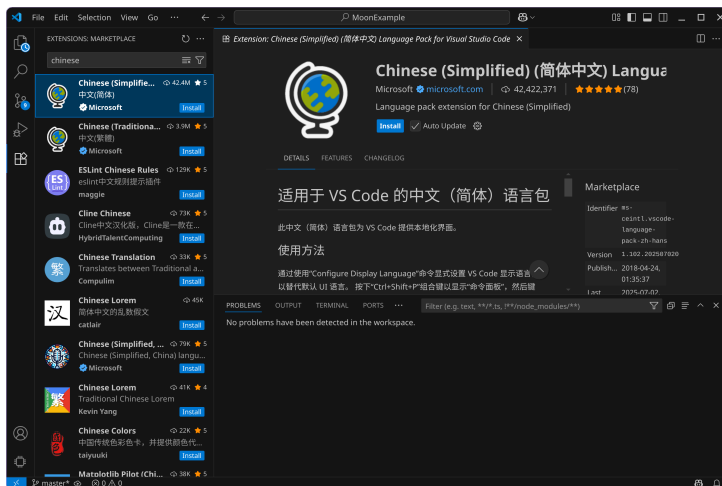 File Edit Selection View Go ··· MoonExample
EXTENSIONS: MARKETPLACE
chinese
Chinese (Simplifie... 42.4M 5
中文(简体)
Microsoft Install
Chinese (Traditiona... 3.9M 5
中文(繁體)
Microsoft Install
ESLint Chinese Rules 129K 5
eslint中文规则提示插件
maggie Install
Cline Chinese 73K 5
Cline中文汉化版，Cline是一款在...
HybridTalentComputing Install
Chinese Translation 33K 5
Translates between Traditional a...
Compulim Install
Chinese Lorem 45K
简体中文的乱数假文
catlair Install
Chinese (Simplified, ... 79K 5
Chinese (Simplified, China) langu...
Microsoft Install
Chinese Lorem 41K 4
Traditional Chinese Lorem
Kevin Yang Install
Chinese Colors 22K 5
中国传统色彩色卡，并提供颜色代...
taiyuuki Install
Matplotlib Pilot (Chi... 38K 5
ES
Lint
繁
汉
繁
Extension: Chinese (Simplified) (简体中文) Language Pack for Visual Studio Code
Chinese (Simplified) (简体中文) Langua
Microsoft microsoft.com 42,422,371 (78)
Language pack extension for Chinese (Simplified)
Install Auto Update
DETAILS FEATURES CHANGELOG
适用于 VS Code 的中文（简体）语言包
此中文（简体）语言包为 VS Code 提供本地化界面。
使用方法
通过使用“Configure Display Language”命令显式设置 VS Code 显示语言
以替代默认 UI 语言。 按下“Ctrl+Shift+P”组合键以显示“命令面板”，然后键
Marketplace
Identifier ms-
ceintl.vscode-
language-
pack-zh-hans
Version 1.102.202507020
Publish... 2018-04-24,
01:35:37
Last 2025-07-02,
PROBLEMS OUTPUT TERMINAL PORTS ··· Filter (e.g. text, **/*.ts, !**/node_modules/**)
No problems have been detected in the workspace.
master* 0 0